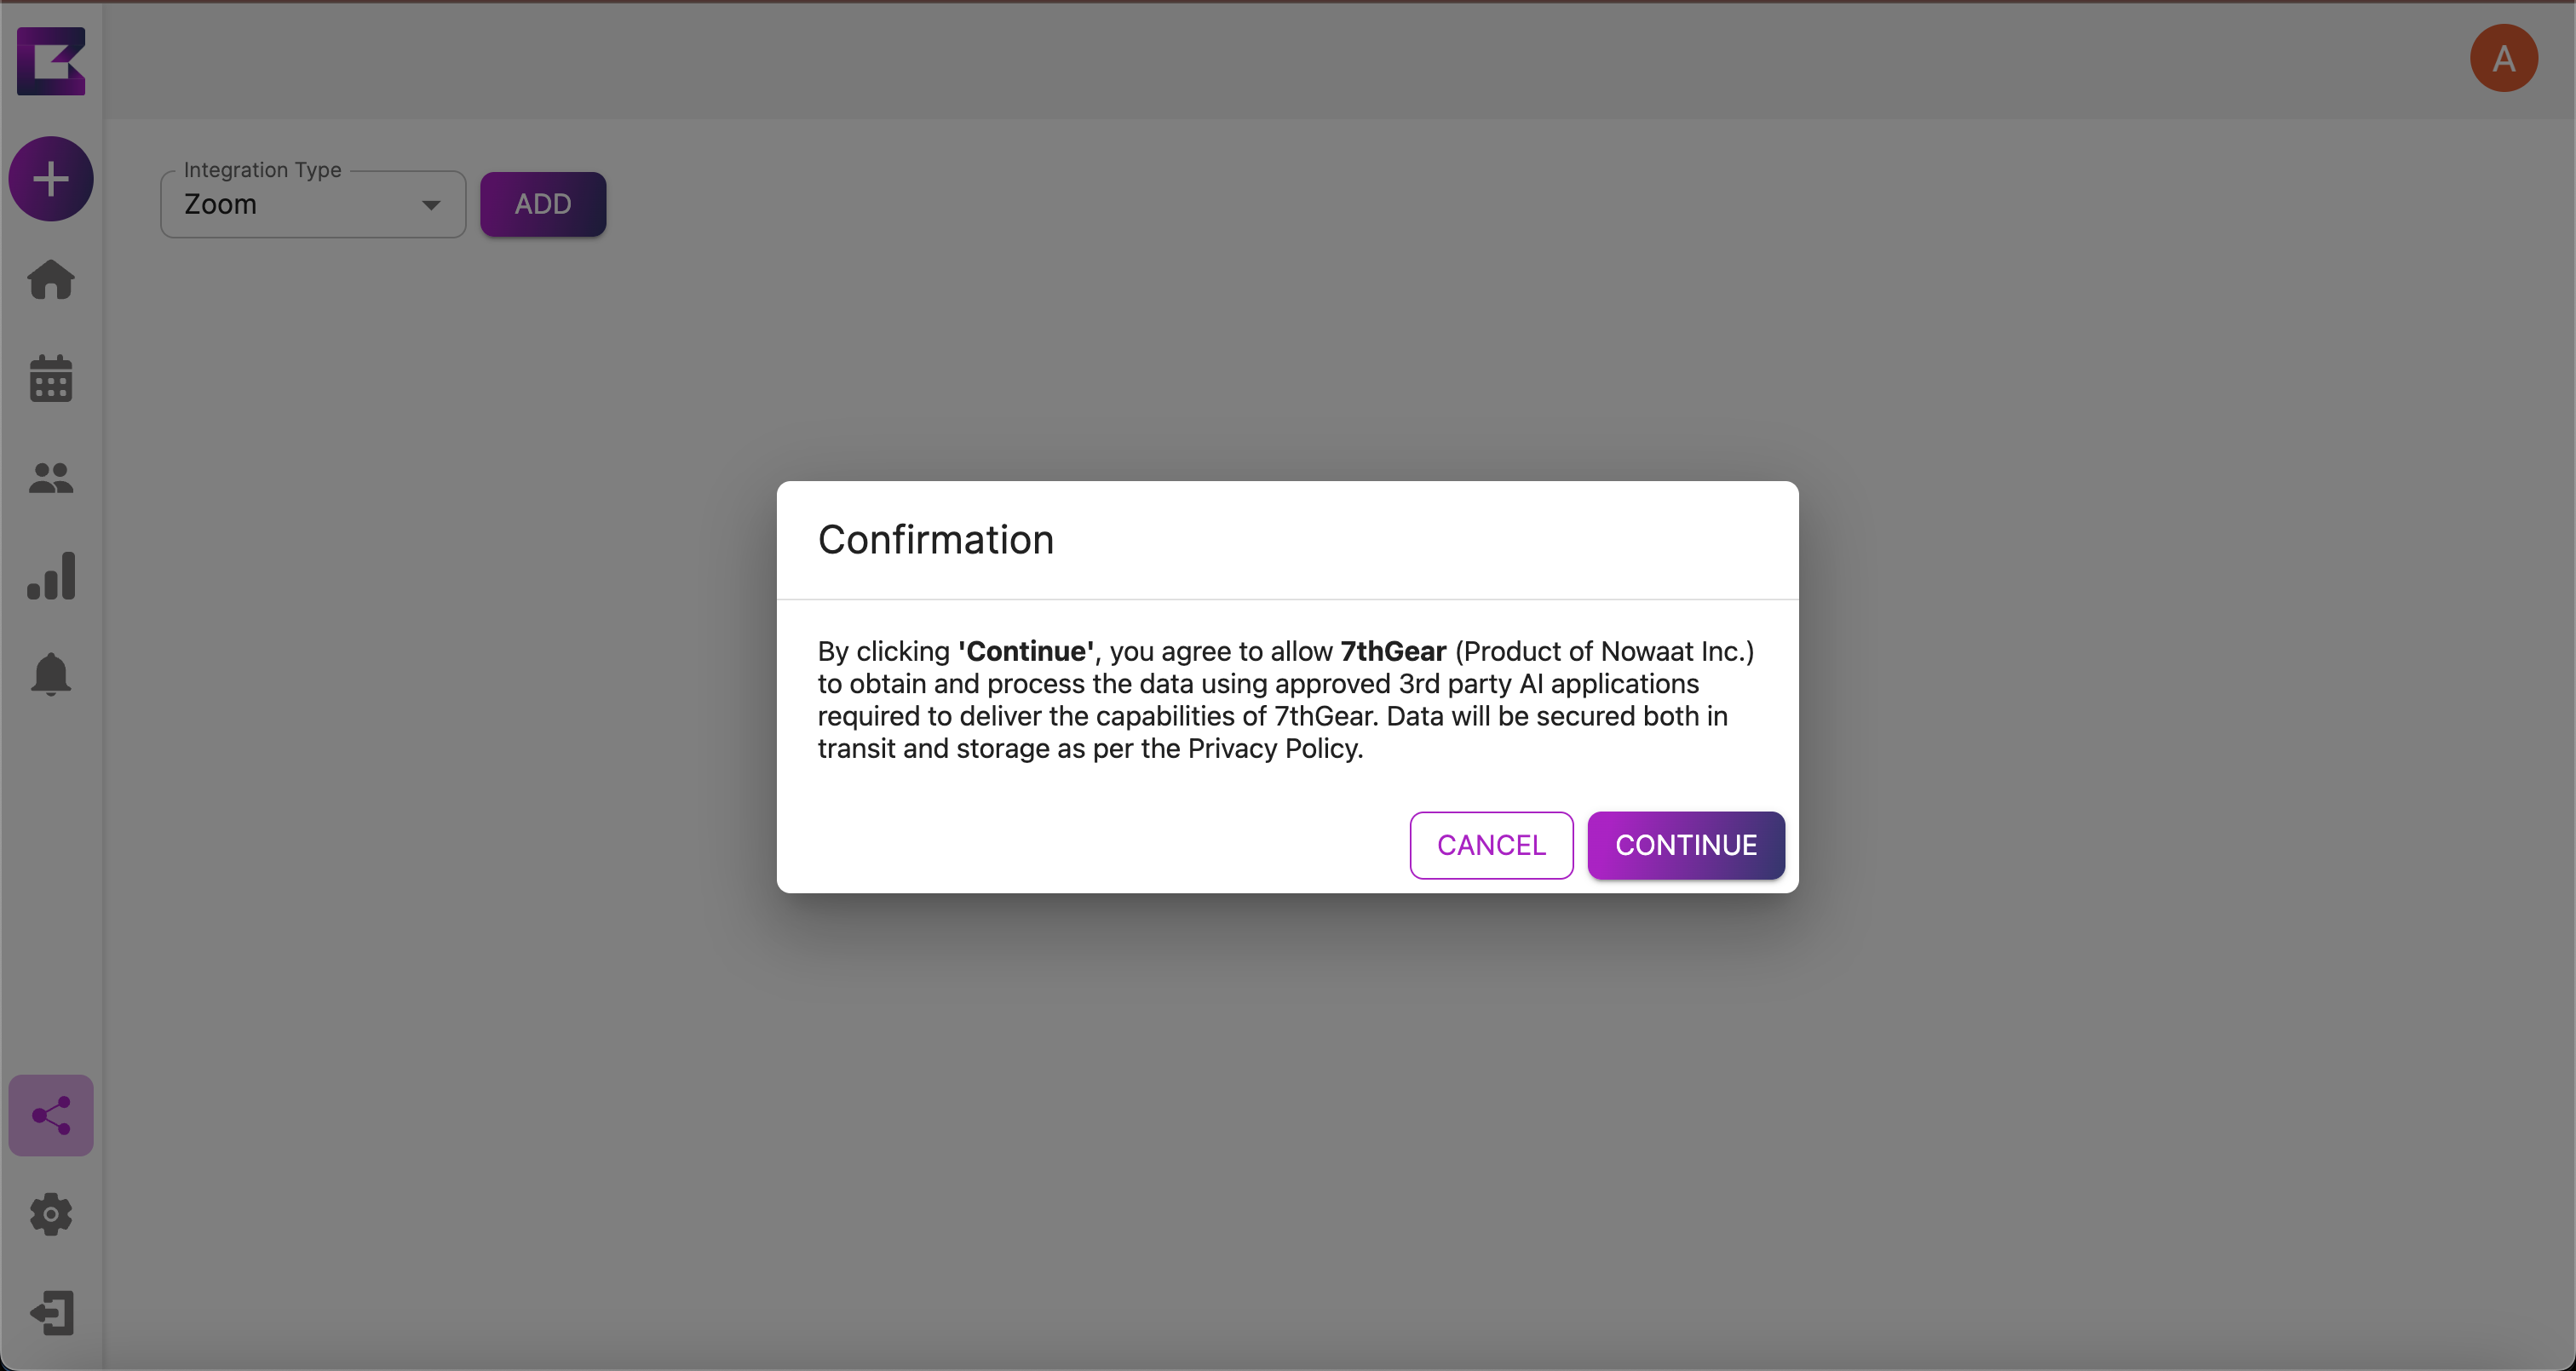 A
Integration Type
Zoom
ADD
Confirmation
By clicking 'Continue', you agree to allow 7thGear (Product of Nowaat Inc.)
to obtain and process the data using approved 3rd party AI applications
required to deliver the capabilities of 7thGear. Data will be secured both in
transit and storage as per the Privacy Policy.
CANCEL
CONTINUE